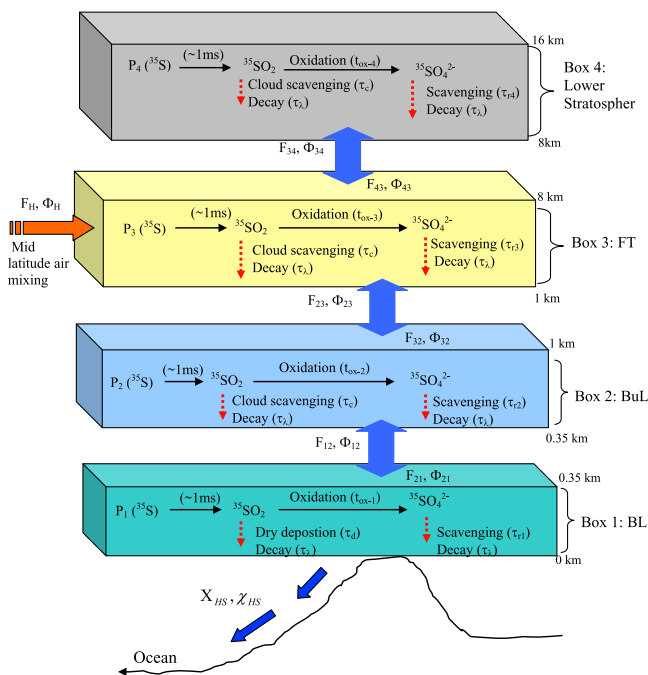 16 km
P₄ (³⁵S) (~1ms) ³⁵SO₂ Oxidation (tₒₓ₋₄) ³⁵SO₄²⁻
Cloud scavenging (τc) Scavenging (τr4)
Decay (τλ) Decay (τλ)
Box 4:
Lower
Stratospher
8km
F₃₄, Φ₃₄
F₄₃, Φ₄₃
8 km
F_H, Φ_H
Mid
latitude air
mixing
P₃ (³⁵S) (~1ms) ³⁵SO₂ Oxidation (tₒₓ₋₃) ³⁵SO₄²⁻
Cloud scavenging (τc) Scavenging (τr3)
Decay (τλ) Decay (τλ)
Box 3: FT
1 km
F₂₃, Φ₂₃
F₃₂, Φ₃₂
1 km
P₂ (³⁵S) (~1ms) ³⁵SO₂ Oxidation (tₒₓ₋₂) ³⁵SO₄²⁻
Cloud scavenging (τc) Scavenging (τr2)
Decay (τλ) Decay (τλ)
Box 2: BuL
0.35 km
F₁₂, Φ₁₂
F₂₁, Φ₂₁
0.35 km
P₁ (³⁵S) (~1ms) ³⁵SO₂ Oxidation (tₒₓ₋₁) ³⁵SO₄²⁻
Dry depostion (τd) Scavenging (τr1)
Decay (τλ) Decay (τλ)
Box 1: BL
0 km
X_HS, χ_HS
Ocean